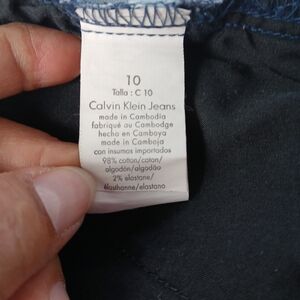 10
Talla : C 10
Calvin Klein Jeans
made in Cambodia
fabriqué au Cambodge
hecho en Camboya
made in Camboja
con insumos importados
98% cotton/coton/
algodón/algodão
2% elastane/
élasthanne/elastano